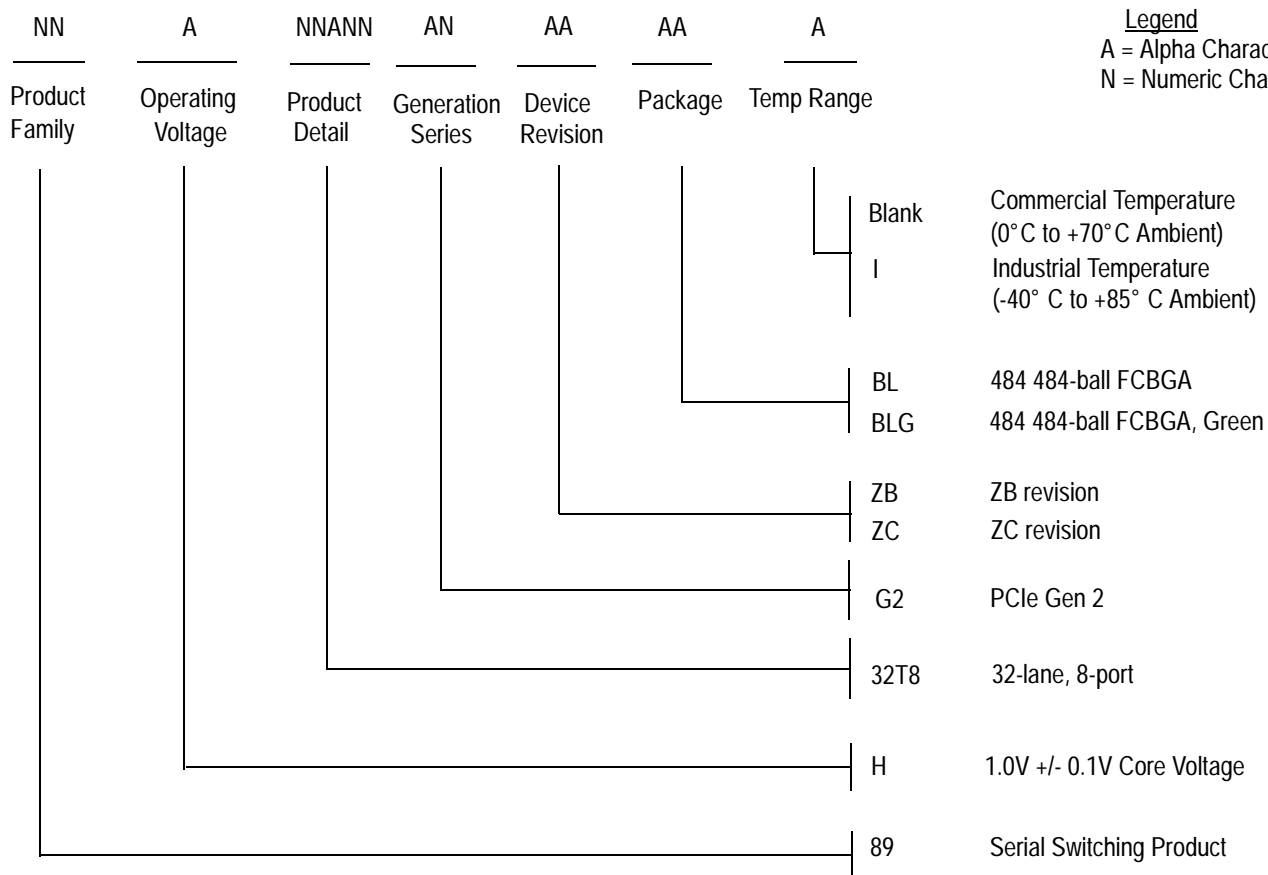 NN A NNANN AN AA AA A
Legend
A = Alpha Charac
N = Numeric Cha
Product Family
Operating Voltage
Product Detail
Generation Series
Device Revision
Package
Temp Range
Blank Commercial Temperature
(0°C to +70°C Ambient)
I Industrial Temperature
(-40° C to +85° C Ambient)
BL 484 484-ball FCBGA
BLG 484 484-ball FCBGA, Green
ZB ZB revision
ZC ZC revision
G2 PCIe Gen 2
32T8 32-lane, 8-port
H 1.0V +/- 0.1V Core Voltage
89 Serial Switching Product